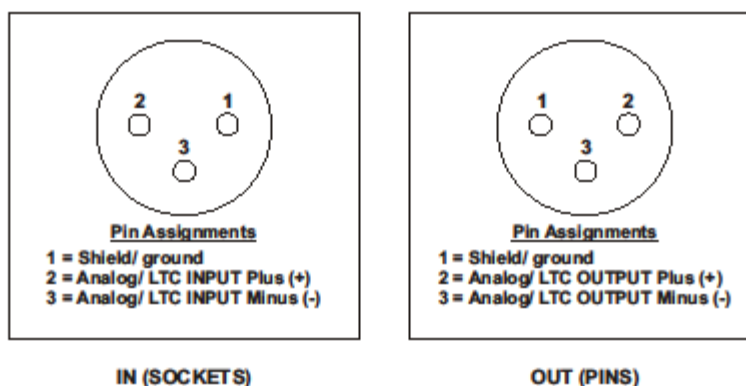 2 1
3
Pin Assignments
1 = Shield/ ground
2 = Analog/ LTC INPUT Plus (+)
3 = Analog/ LTC INPUT Minus (-)
IN (SOCKETS)
1 2
3
Pin Assignments
1 = Shield/ ground
2 = Analog/ LTC OUTPUT Plus (+)
3 = Analog/ LTC OUTPUT Minus (-)
OUT (PINS)